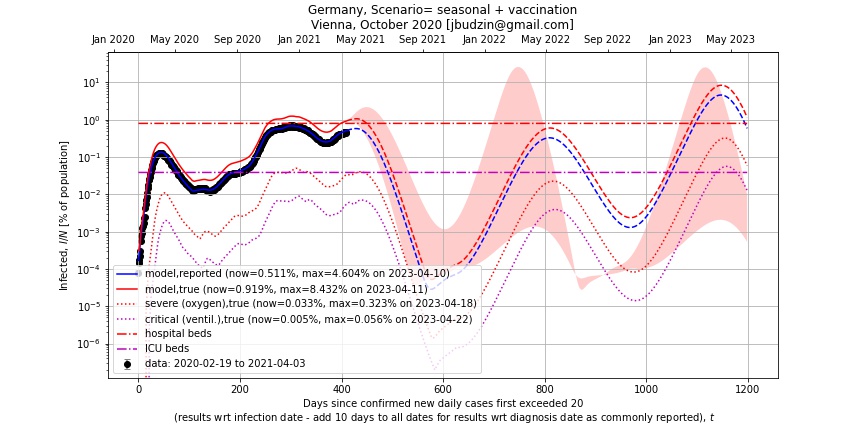 Germany, Scenario= seasonal + vaccination
Vienna, October 2020 [jbudzin@gmail.com]
Jan 2020 May 2020 Sep 2020 Jan 2021 May 2021 Sep 2021 Jan 2022 May 2022 Sep 2022 Jan 2023 May 2023
Infected, I/N [% of population]
10¹
10⁰
10⁻¹
10⁻²
10⁻³
10⁻⁴
10⁻⁵
10⁻⁶
model,reported (now=0.511%, max=4.604% on 2023-04-10)
model,true (now=0.919%, max=8.432% on 2023-04-11)
severe (oxygen),true (now=0.033%, max=0.323% on 2023-04-18)
critical (ventil.),true (now=0.005%, max=0.056% on 2023-04-22)
hospital beds
ICU beds
data: 2020-02-19 to 2021-04-03
0 200 400 600 800 1000 1200
Days since confirmed new daily cases first exceeded 20
(results wrt infection date - add 10 days to all dates for results wrt diagnosis date as commonly reported), t